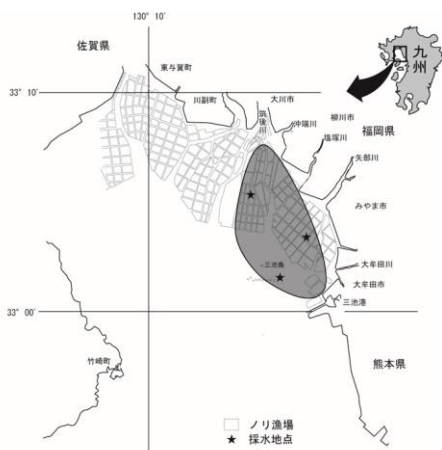 130° 10'
佐賀県
九州
東与賀町
33° 10'
川副町
大川市
筑後川
柳川市
沖端川
福岡県
塩塚川
矢部川
みやま市
三池島
大牟田川
大牟田市
33° 00'
三池港
竹崎町
熊本県
ノリ漁場
★ 採水地点